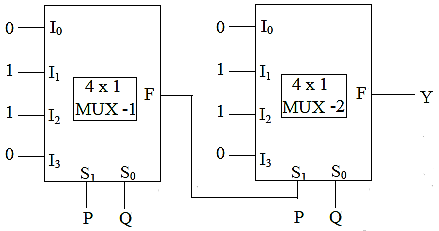 0 I0
1 I1
4 x 1
MUX -1
F
1 I2
0 I3
S1 S0
P Q
0 I0
1 I1
4 x 1
MUX -2
F Y
1 I2
0 I3
S1 S0
P Q